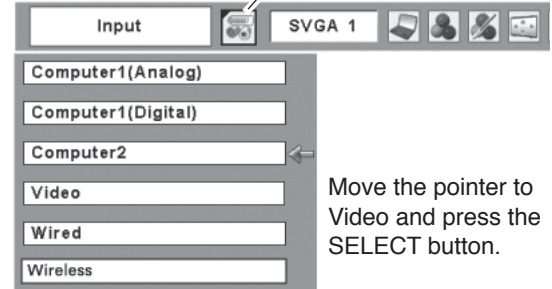 Input
SVGA 1
Computer1(Analog)
Computer1(Digital)
Computer2
Video
Wired
Wireless
Move the pointer to
Video and press the
SELECT button.